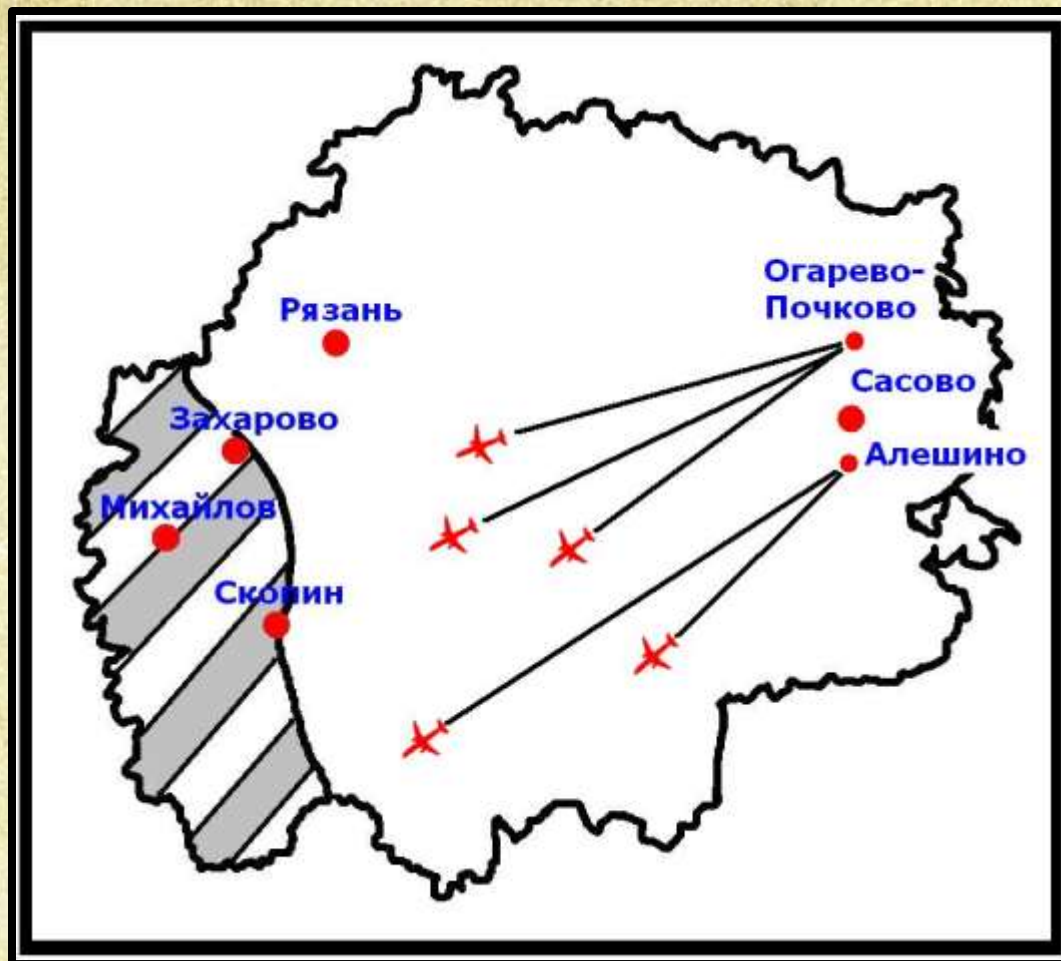 Огарево-
Почково
Рязань
Сасово
Захарово
Алешино
Михайлов
Скопин